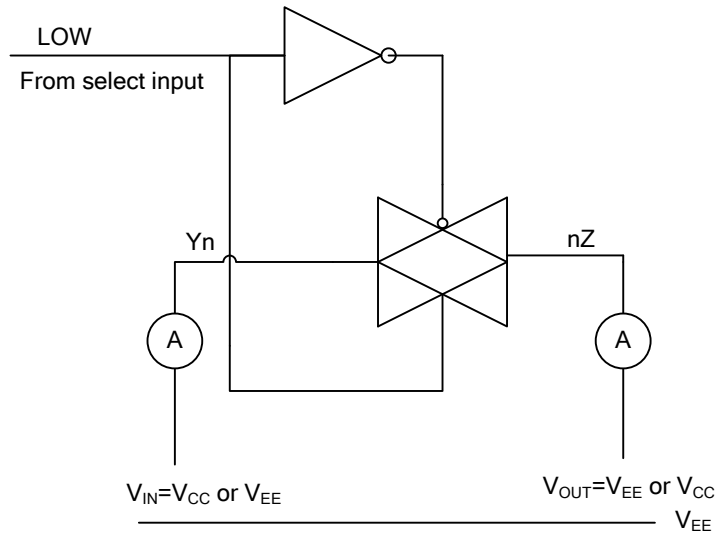 LOW
From select input
Yn
nZ
A
A
V_IN=V_CC or V_EE
V_OUT=V_EE or V_CC
V_EE